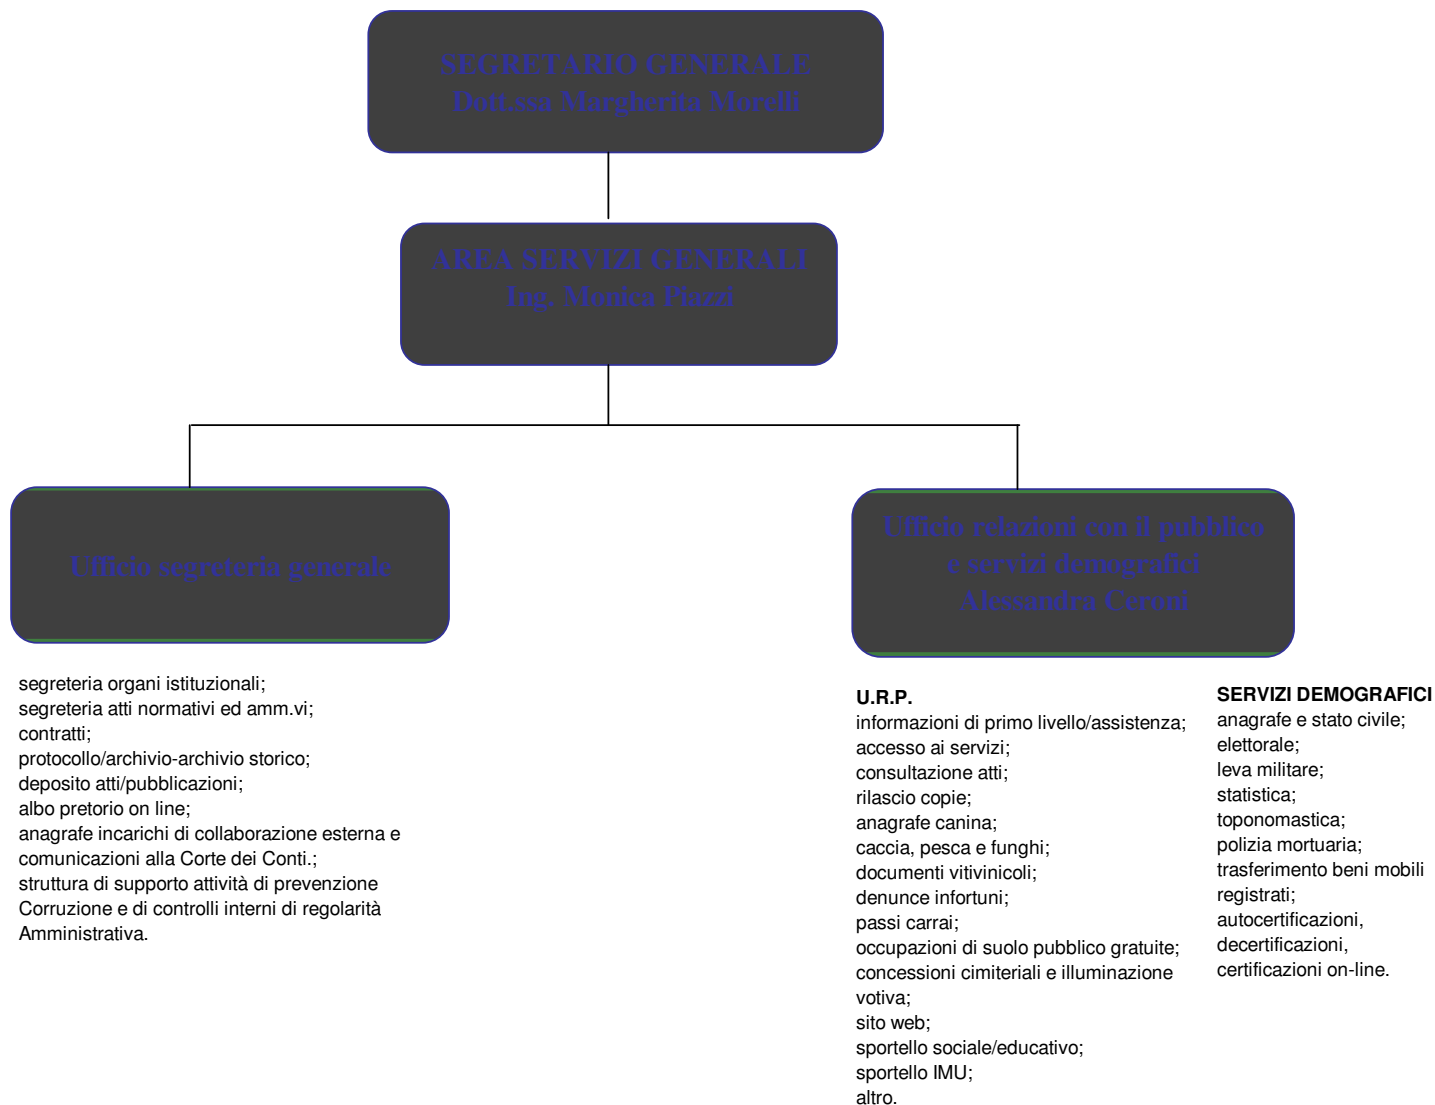 SEGRETARIO GENERALE
Dott.ssa Margherita Morelli
AREA SERVIZI GENERALI
Ing. Monica Piazzi
Ufficio segreteria generale
segreteria organi istituzionali;
segreteria atti normativi ed amm.vi;
contratti;
protocollo/archivio-archivio storico;
deposito atti/pubblicazioni;
albo pretorio on line;
anagrafe incarichi di collaborazione esterna e
comunicazioni alla Corte dei Conti.;
struttura di supporto attività di prevenzione
Corruzione e di controlli interni di regolarità
Amministrativa.
Ufficio relazioni con il pubblico
e servizi demografici
Alessandra Ceroni
U.R.P.
informazioni di primo livello/assistenza;
accesso ai servizi;
consultazione atti;
rilascio copie;
anagrafe canina;
caccia, pesca e funghi;
documenti vitivinicoli;
denunce infortuni;
passi carrai;
occupazioni di suolo pubblico gratuite;
concessioni cimiteriali e illuminazione
votiva;
sito web;
sportello sociale/educativo;
sportello IMU;
altro.
SERVIZI DEMOGRAFICI
anagrafe e stato civile;
elettorale;
leva militare;
statistica;
toponomastica;
polizia mortuaria;
trasferimento beni mobili
registrati;
autocertificazioni,
decertificazioni,
certificazioni on-line.